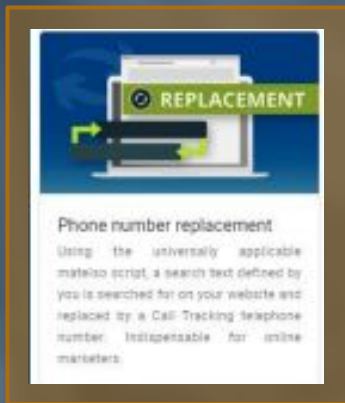 REPLACEMENT
Phone number replacement
Using the universally applicable
matelso script, a search text defined by
you is searched for on your website and
replaced by a Call Tracking telephone
number. Indispensable for online
marketers.